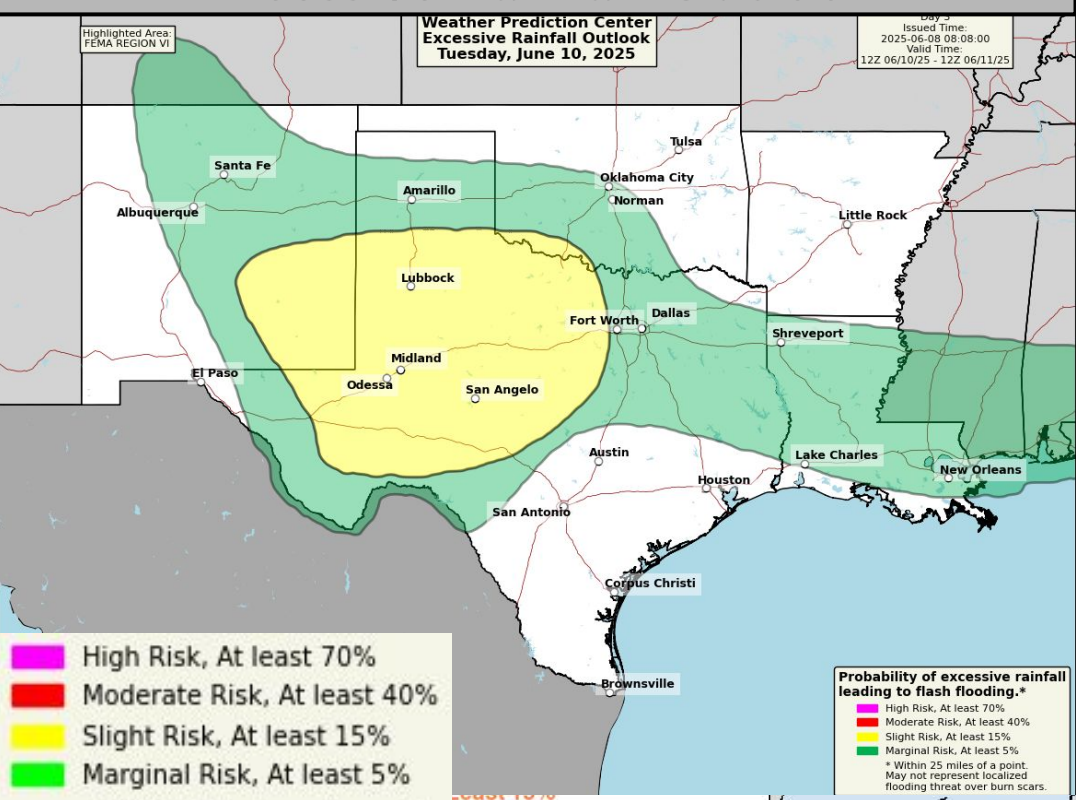 Highlighted Area:
FEMA REGION VI
Weather Prediction Center
Excessive Rainfall Outlook
Tuesday, June 10, 2025
Day 3
Issued Time:
2025-06-08 08:08:00
Valid Time:
12Z 06/10/25 - 12Z 06/11/25
Tulsa
Santa Fe
Oklahoma City
Amarillo
Norman
Albuquerque
Little Rock
Lubbock
Fort Worth
Dallas
Shreveport
Midland
El Paso
Odessa
San Angelo
Austin
Lake Charles
New Orleans
Houston
San Antonio
Corpus Christi
Brownsville
High Risk, At least 70%
Moderate Risk, At least 40%
Slight Risk, At least 15%
Marginal Risk, At least 5%
Probability of excessive rainfall
leading to flash flooding.*
High Risk, At least 70%
Moderate Risk, At least 40%
Slight Risk, At least 15%
Marginal Risk, At least 5%
* Within 25 miles of a point.
May not represent localized
flooding threat over burn scars.